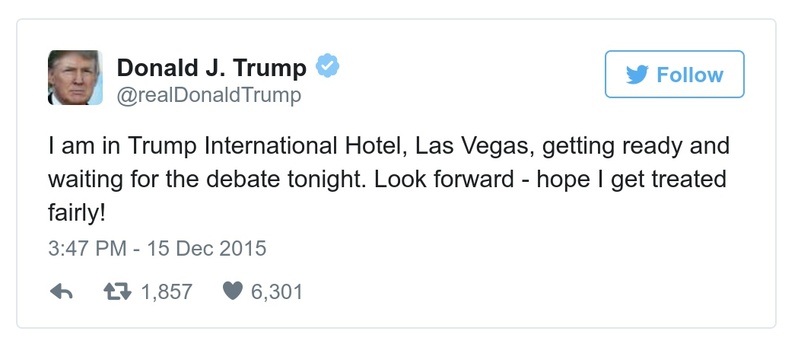 Donald J. Trump
@realDonaldTrump
Follow
I am in Trump International Hotel, Las Vegas, getting ready and
waiting for the debate tonight. Look forward - hope I get treated
fairly!
3:47 PM - 15 Dec 2015
1,857 6,301